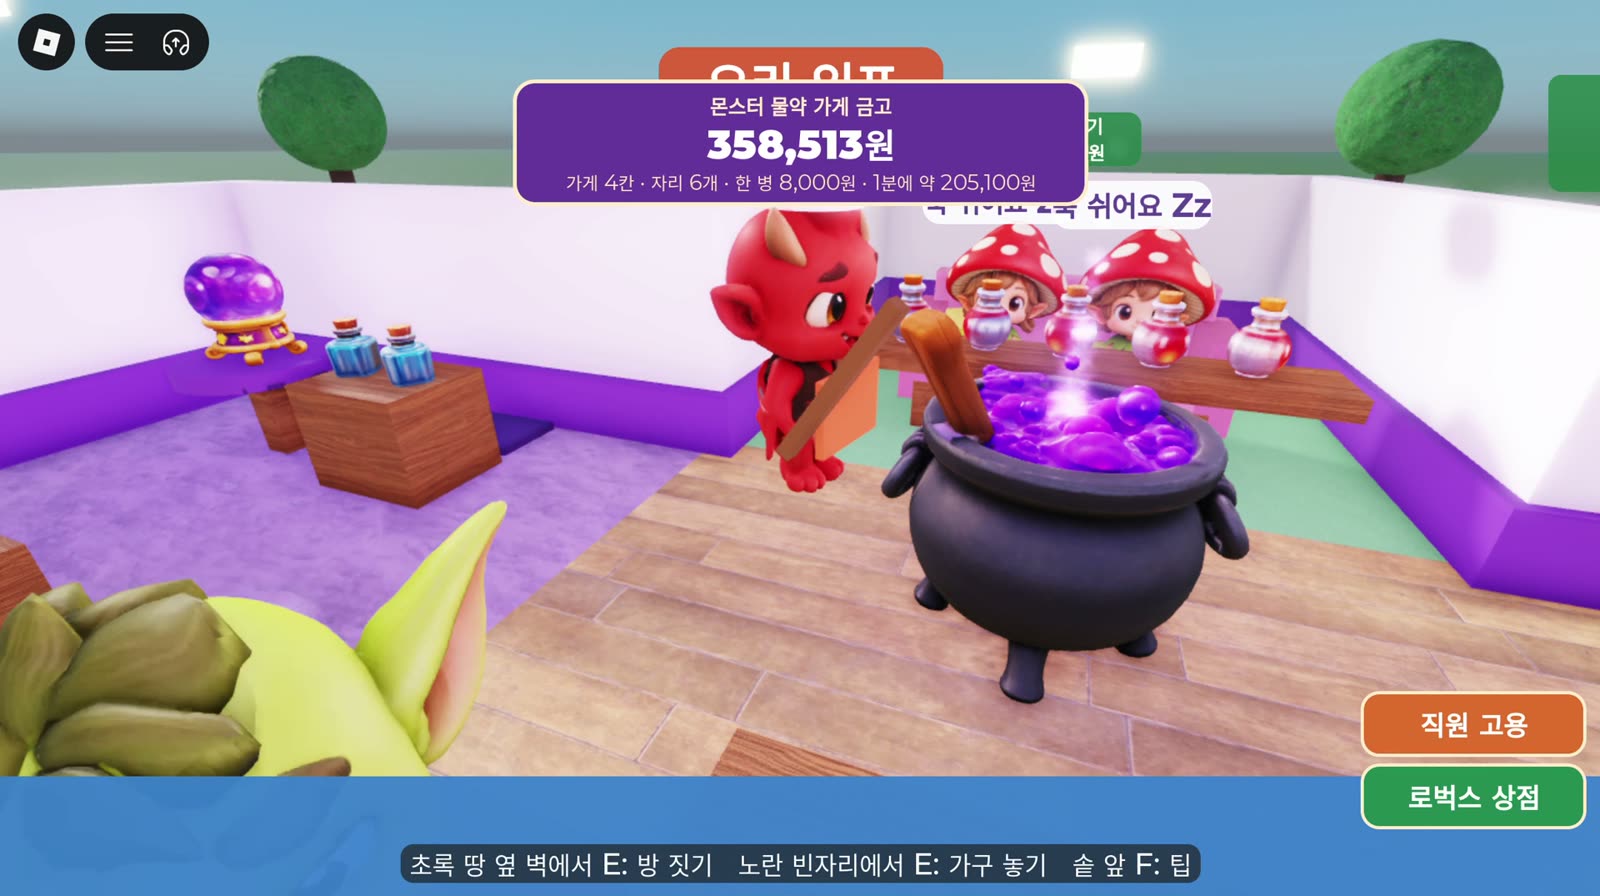 몬스터 물약 가게 금고
358,513원
가게 4칸 · 자리 6개 · 한 병 8,000원 · 1분에 약 205,100원
기
원
쉬어요 Zz
직원 고용
로벅스 상점
초록 땅 옆 벽에서 E: 방 짓기 노란 빈자리에서 E: 가구 놓기 솥 앞 F: 팁